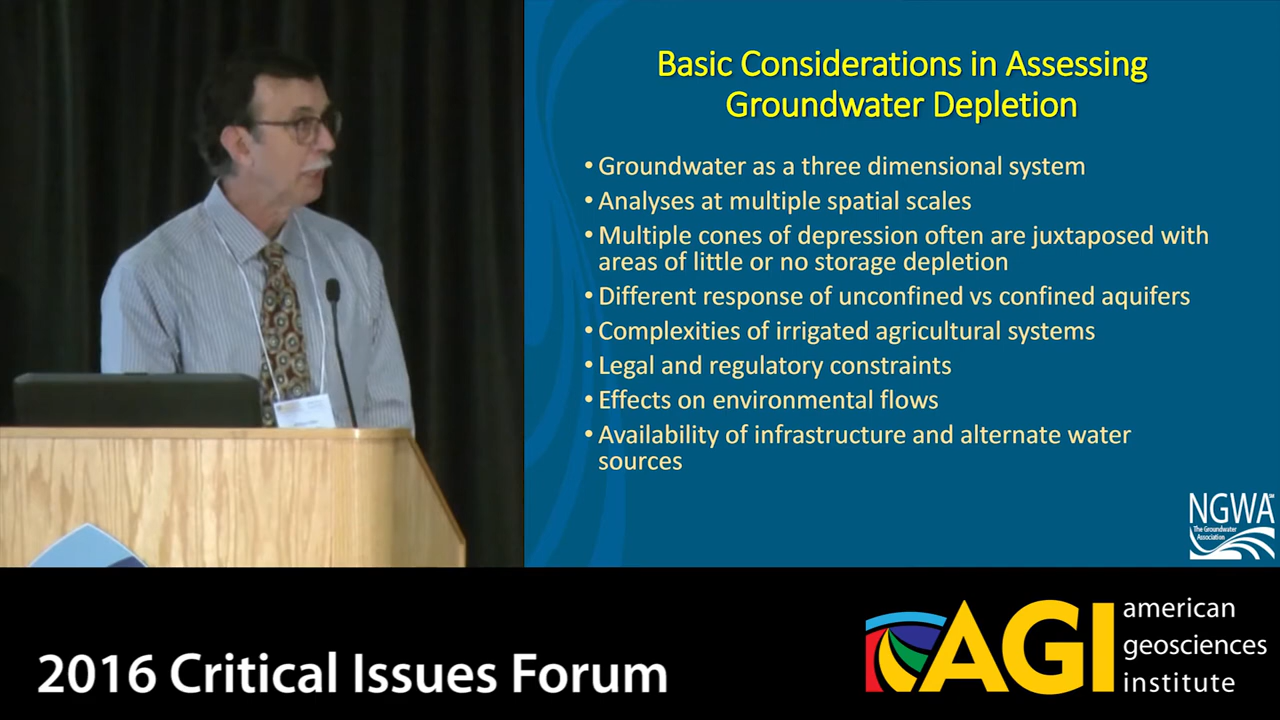 Basic Considerations in Assessing
Groundwater Depletion
• Groundwater as a three dimensional system
• Analyses at multiple spatial scales
• Multiple cones of depression often are juxtaposed with
areas of little or no storage depletion
• Different response of unconfined vs confined aquifers
• Complexities of irrigated agricultural systems
• Legal and regulatory constraints
• Effects on environmental flows
• Availability of infrastructure and alternate water
sources
NGWA
The Groundwater
Association
2016 Critical Issues Forum
AGI
american
geosciences
institute